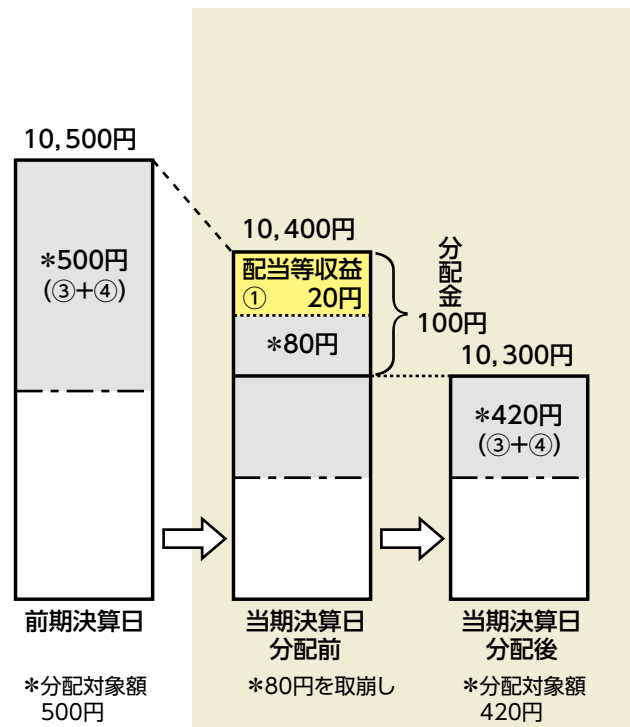 10,500円
*500円
(③+④)
前期決算日
*分配対象額
500円
10,400円
配当等収益
① 20円
*80円
分配金
100円
当期決算日
分配前
*80円を取崩し
10,300円
*420円
(③+④)
当期決算日
分配後
*分配対象額
420円